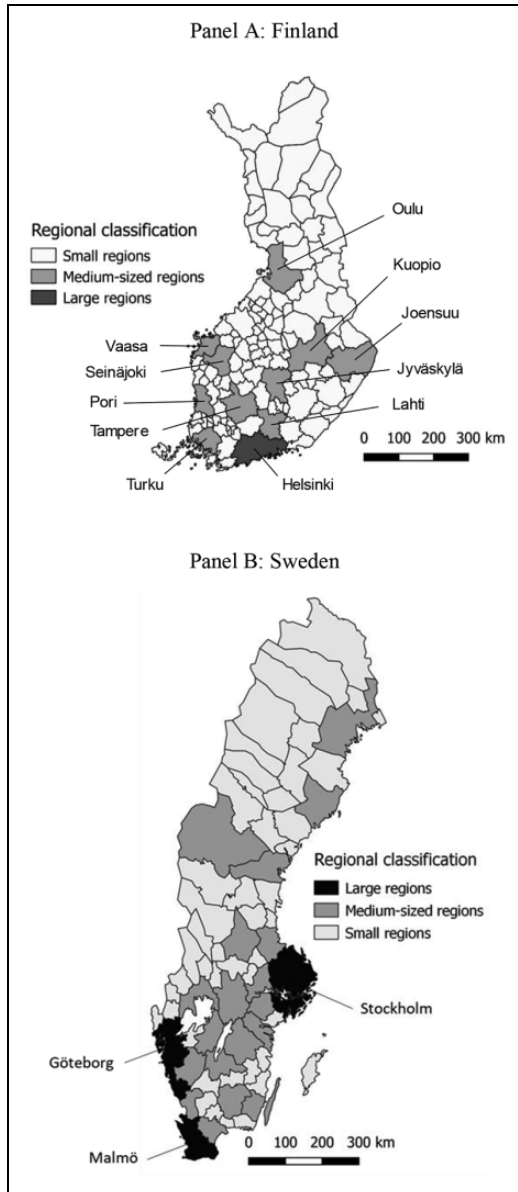 Panel A: Finland
Regional classification
Small regions
Medium-sized regions
Large regions
Oulu
Kuopio
Joensuu
Vaasa
Seinäjoki
Jyväskylä
Pori
Lahti
Tampere
0 100 200 300 km
Turku
Helsinki
Panel B: Sweden
Regional classification
Large regions
Medium-sized regions
Small regions
Stockholm
Göteborg
0 100 200 300 km
Malmö